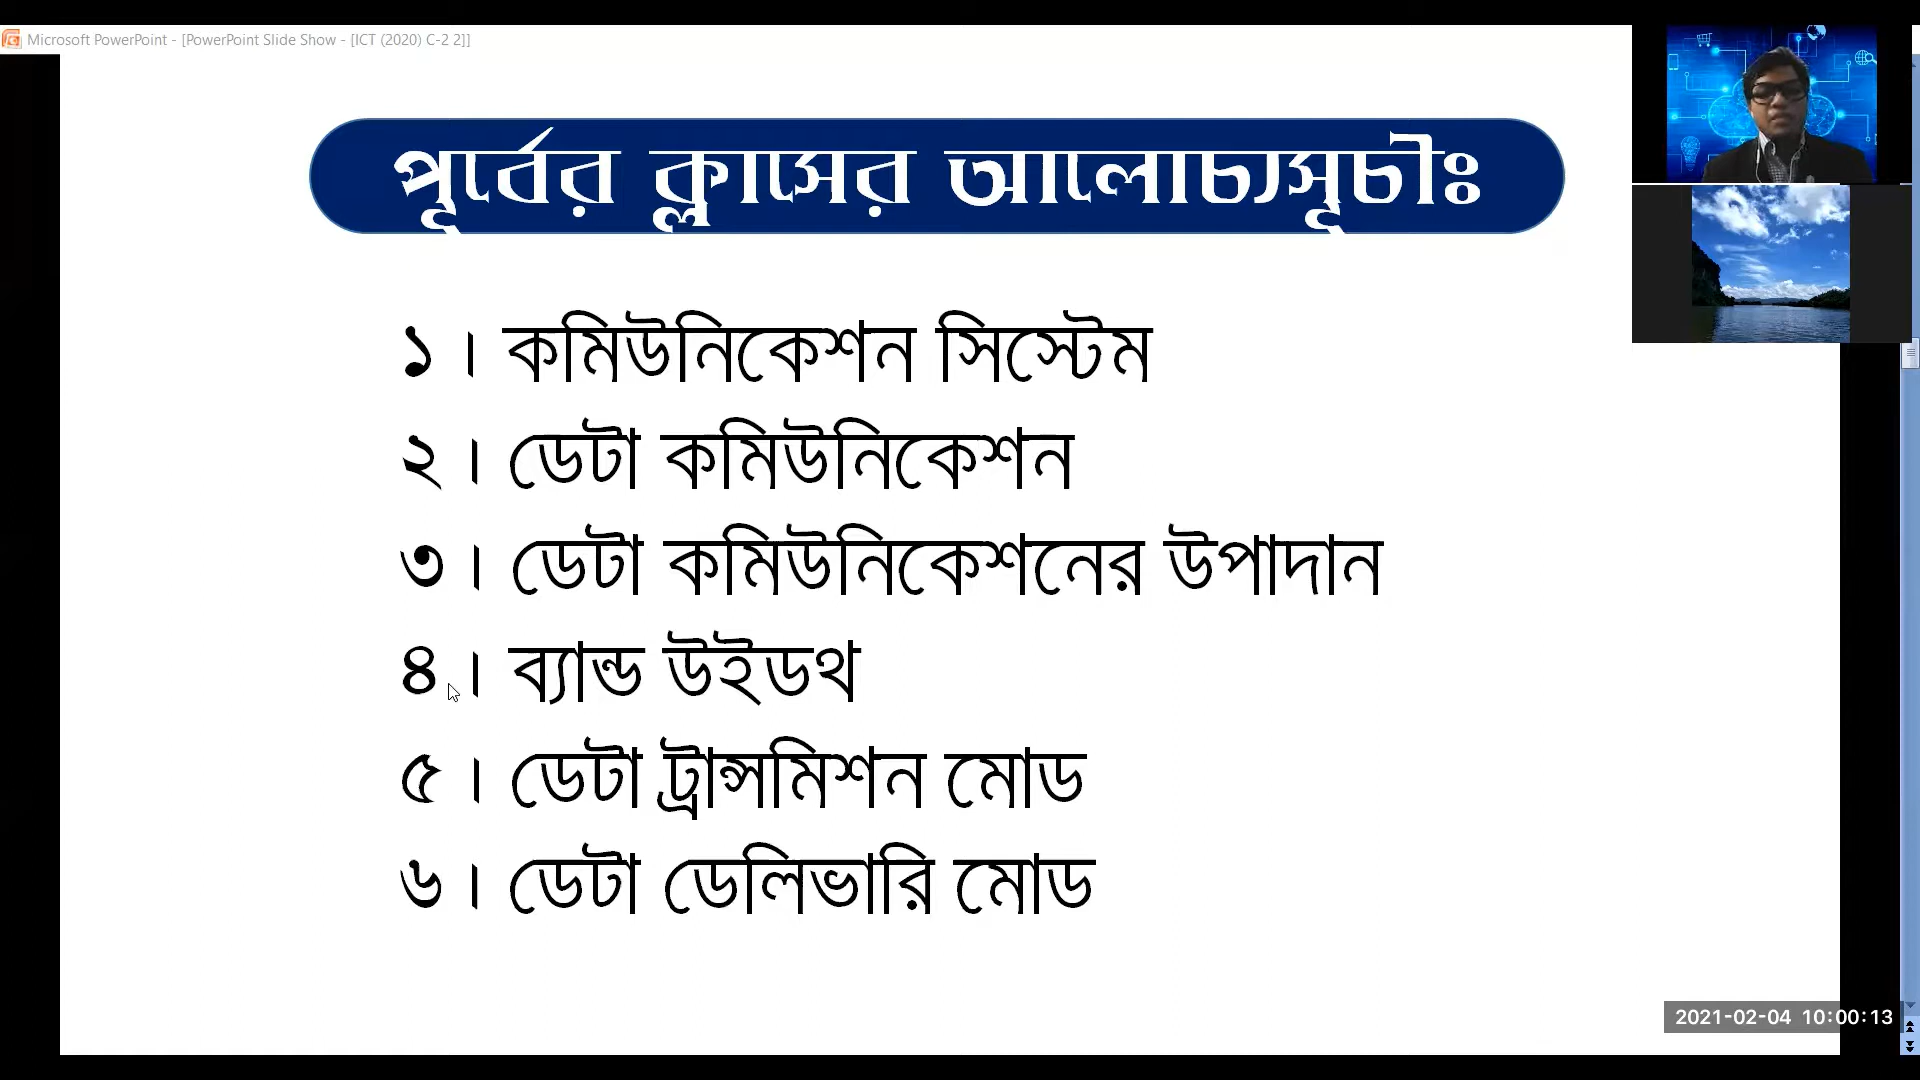 Microsoft PowerPoint - [PowerPoint Slide Show - [ICT (2020) C-2 2]]
পূর্বের ক্লাসের আলোচ্যসূচীঃ
১। কমিউনিকেশন সিস্টেম
২। ডেটা কমিউনিকেশন
৩। ডেটা কমিউনিকেশনের উপাদান
৪। ব্যান্ড উইডথ
৫। ডেটা ট্রান্সমিশন মোড
৬। ডেটা ডেলিভারি মোড
2021-02-04 10:00:13